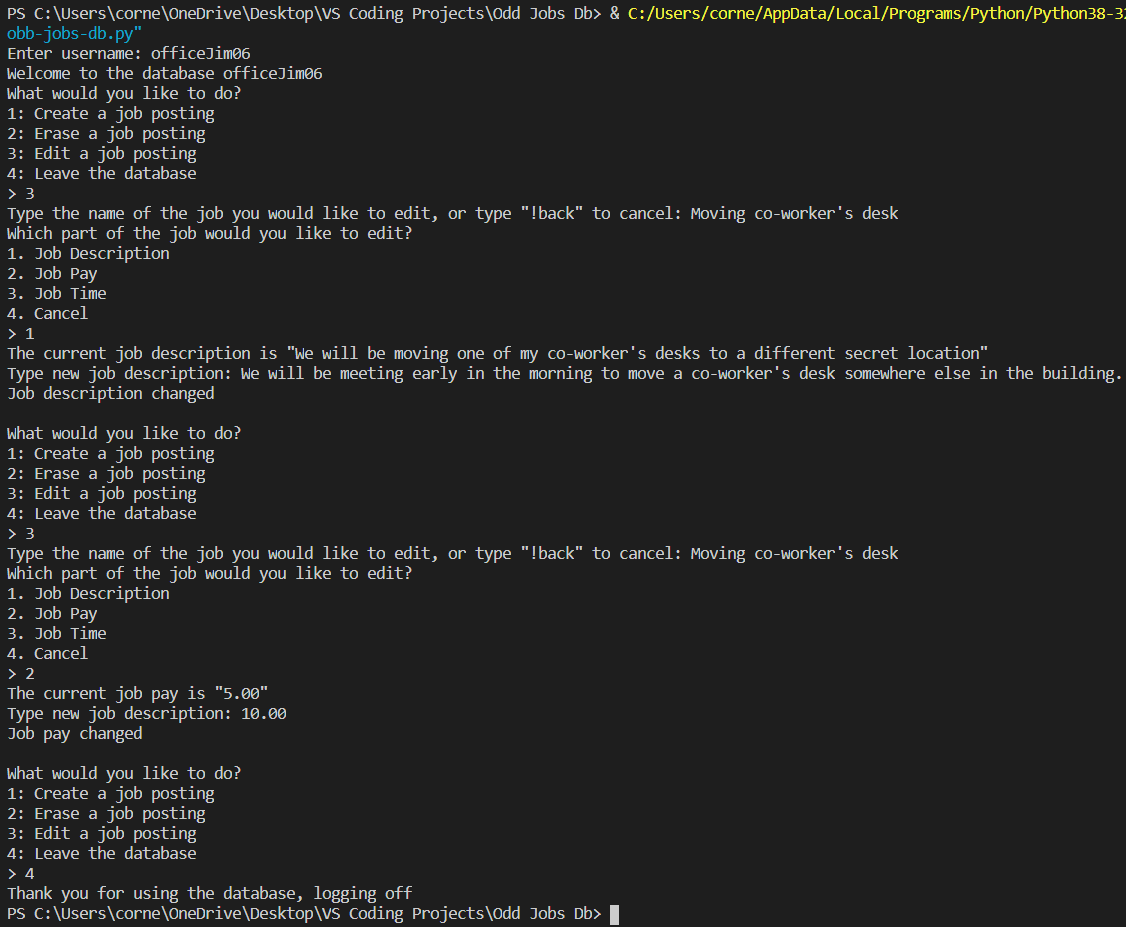 PS C:\Users\corne\OneDrive\Desktop\VS Coding Projects\Odd Jobs Db> & C:/Users/corne/AppData/Local/Programs/Python/Python38-32
obb-jobs-db.py"
Enter username: officeJim06
Welcome to the database officeJim06
What would you like to do?
1: Create a job posting
2: Erase a job posting
3: Edit a job posting
4: Leave the database
> 3
Type the name of the job you would like to edit, or type "!back" to cancel: Moving co-worker's desk
Which part of the job would you like to edit?
1. Job Description
2. Job Pay
3. Job Time
4. Cancel
> 1
The current job description is "We will be moving one of my co-worker's desks to a different secret location"
Type new job description: We will be meeting early in the morning to move a co-worker's desk somewhere else in the building.
Job description changed

What would you like to do?
1: Create a job posting
2: Erase a job posting
3: Edit a job posting
4: Leave the database
> 3
Type the name of the job you would like to edit, or type "!back" to cancel: Moving co-worker's desk
Which part of the job would you like to edit?
1. Job Description
2. Job Pay
3. Job Time
4. Cancel
> 2
The current job pay is "5.00"
Type new job description: 10.00
Job pay changed

What would you like to do?
1: Create a job posting
2: Erase a job posting
3: Edit a job posting
4: Leave the database
> 4
Thank you for using the database, logging off
PS C:\Users\corne\OneDrive\Desktop\VS Coding Projects\Odd Jobs Db>